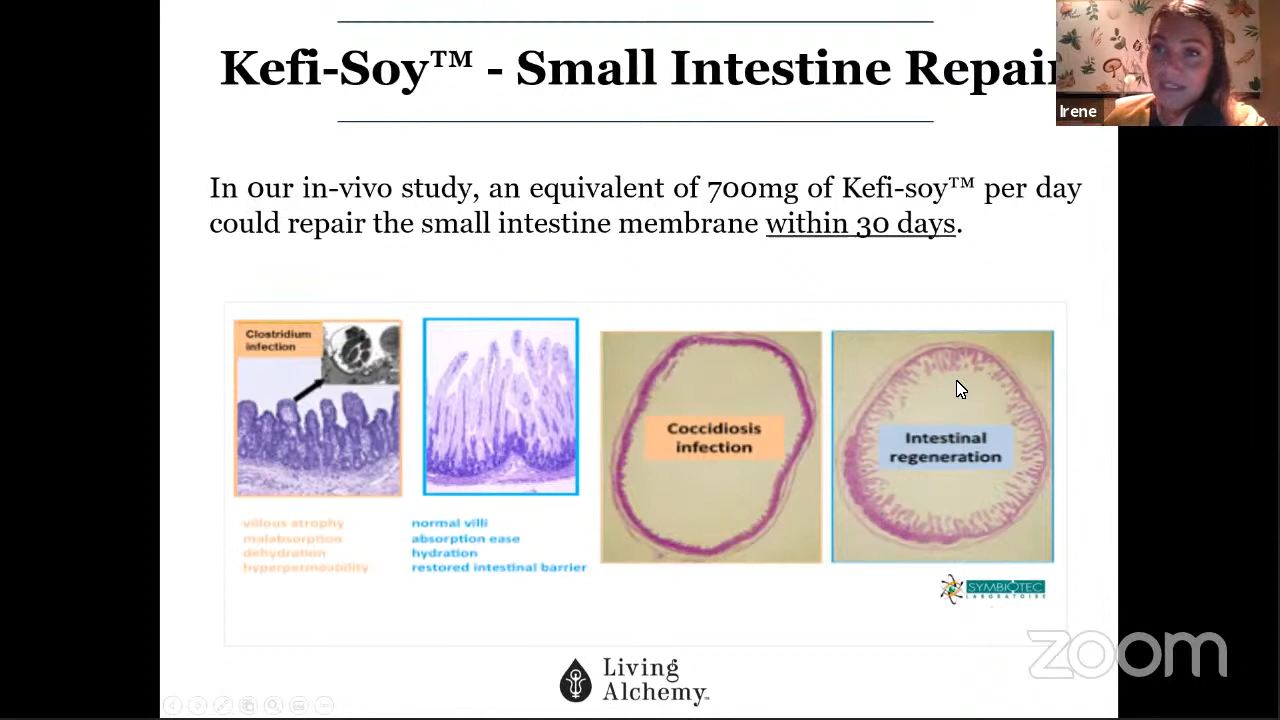 Kefi-Soy™ - Small Intestine Repair
Irene
In 0ur in-vivo study, an equivalent of 700mg of Kefi-soy™ per day
could repair the small intestine membrane within 30 days.
Clostridium
infection
villous atrophy
malabsorption
dehydration
hyperpermeability
normal villi
absorption ease
hydration
restored intestinal barrier
Coccidiosis
infection
Intestinal
regeneration
SYMBIOTEC
LABORATOIRE
zoom
Living
Alchemy™